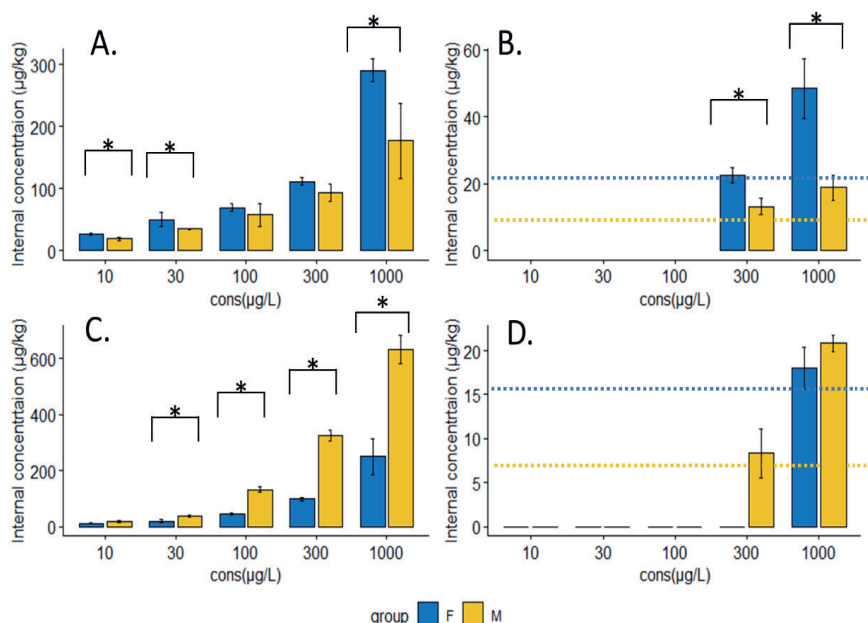 A.
Internal concentrtaion (µg/kg)
300
200
100
0
* * *
10 30 100 300 1000
cons(µg/L)
B.
Internal concentrtaion (µg/kg)
60
40
20
0
* *
10 30 100 300 1000
cons(µg/L)
C.
Internal concentrtaion (µg/kg)
600
400
200
0
* * * *
10 30 100 300 1000
cons(µg/L)
D.
Internal concentrtaion (µg/kg)
20
15
10
5
0
10 30 100 300 1000
cons(µg/L)
group F M